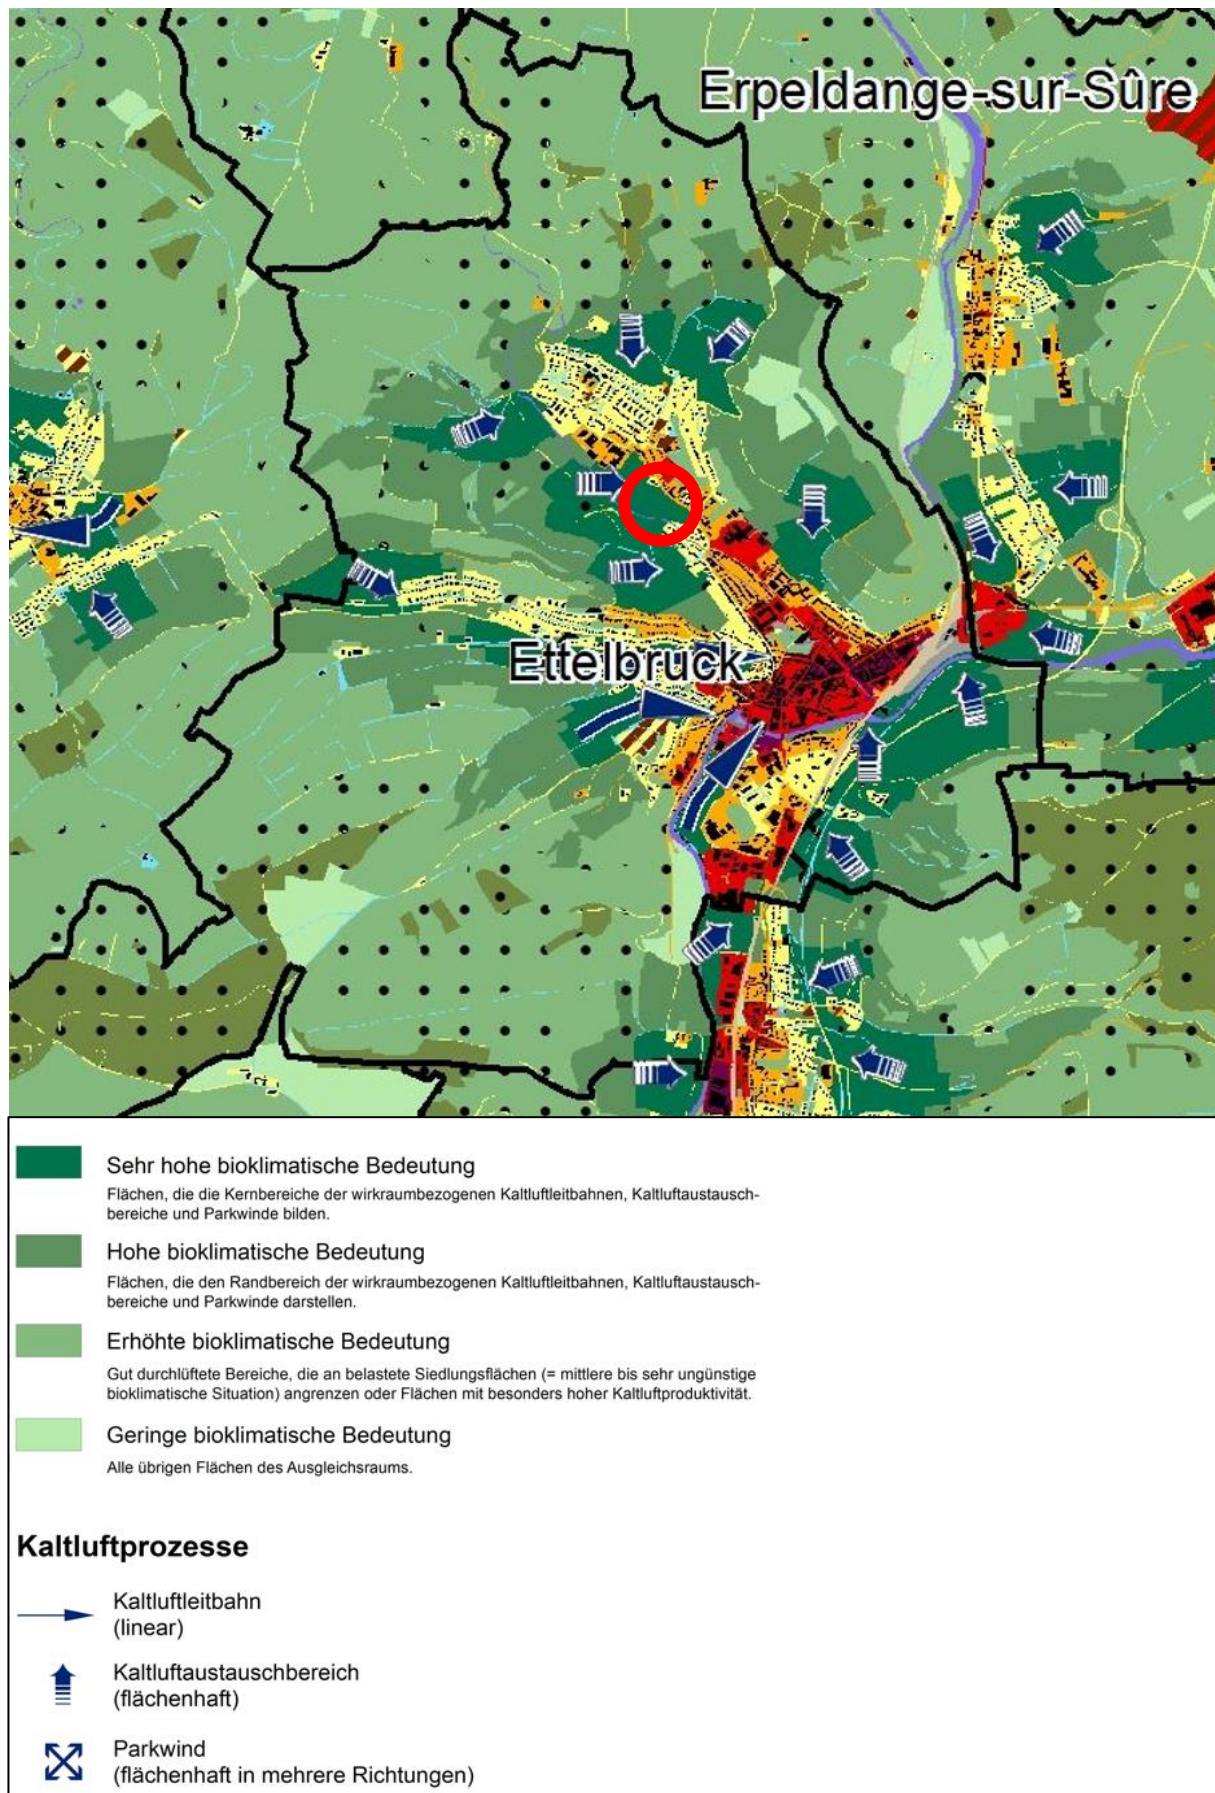 Erpeldange-sur-Sûre
Ettelbruck
Sehr hohe bioklimatische Bedeutung
Flächen, die die Kernbereiche der wirkraumbezogenen Kaltluftleitbahnen, Kaltluftaustausch-
bereiche und Parkwinde bilden.
Hohe bioklimatische Bedeutung
Flächen, die den Randbereich der wirkraumbezogenen Kaltluftleitbahnen, Kaltluftaustausch-
bereiche und Parkwinde darstellen.
Erhöhte bioklimatische Bedeutung
Gut durchlüftete Bereiche, die an belastete Siedlungsflächen (= mittlere bis sehr ungünstige
bioklimatische Situation) angrenzen oder Flächen mit besonders hoher Kaltluftproduktivität.
Geringe bioklimatische Bedeutung
Alle übrigen Flächen des Ausgleichsraums.
Kaltluftprozesse
Kaltluftleitbahn
(linear)
Kaltluftaustauschbereich
(flächenhaft)
Parkwind
(flächenhaft in mehrere Richtungen)